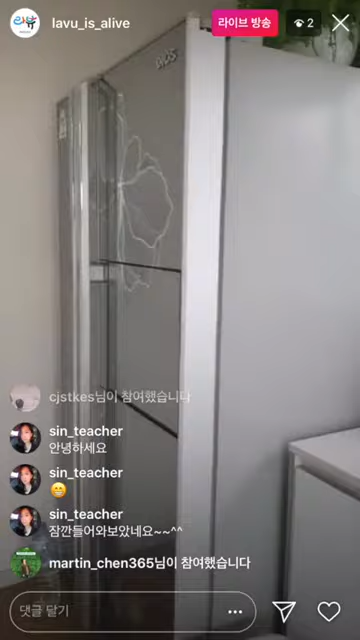 라뷰
lavu_is_alive
라이브 방송
2
DIOS
cjstkes님이 참여했습니다
sin_teacher
안녕하세요
sin_teacher
😁
sin_teacher
잠깐들어와보았네요~~^^
martin_chen365님이 참여했습니다
댓글 달기